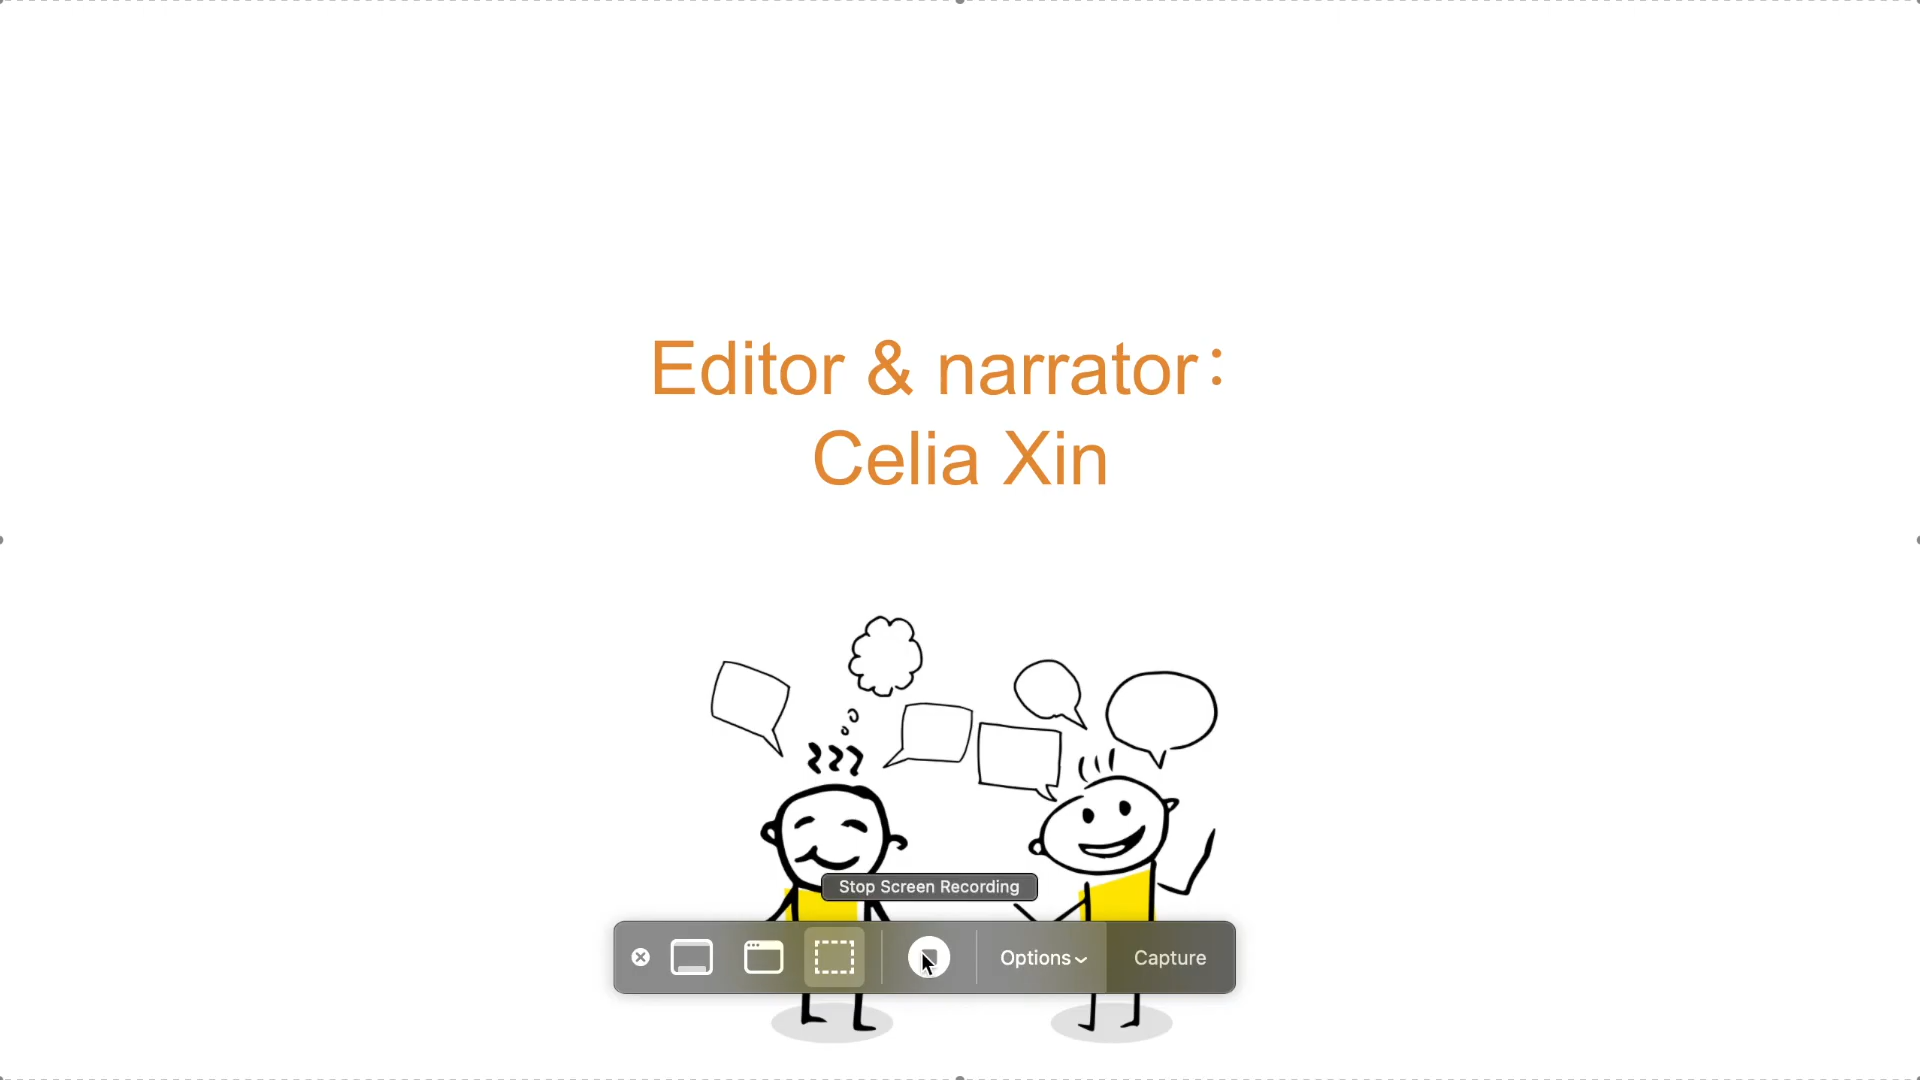 Editor & narrator：
Celia Xin
Stop Screen Recording
Options
Capture